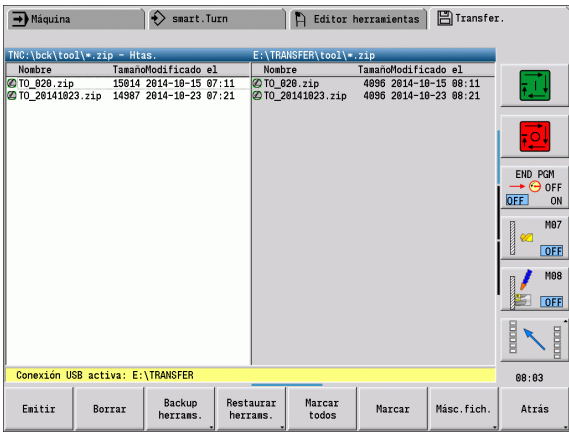 Máquina smart.Turn Editor herramientas Transfer.
TNC:\bck\tool\*.zip - Htas. E:\TRANSFER\tool\*.zip
Nombre TamañoModificado el Nombre TamañoModificado el
TO_020.zip 15014 2014-10-15 07:11 TO_020.zip 4096 2014-10-15 08:11
TO_20141023.zip 14987 2014-10-23 07:21 TO_20141023.zip 4096 2014-10-23 08:21
END PGM
OFF
OFF ON
M07
OFF
M08
OFF
Conexión USB activa: E:\TRANSFER
08:03
Emitir Borrar Backup herrams. Restaurar herrams. Marcar todos Marcar Másc.fich. Atrás